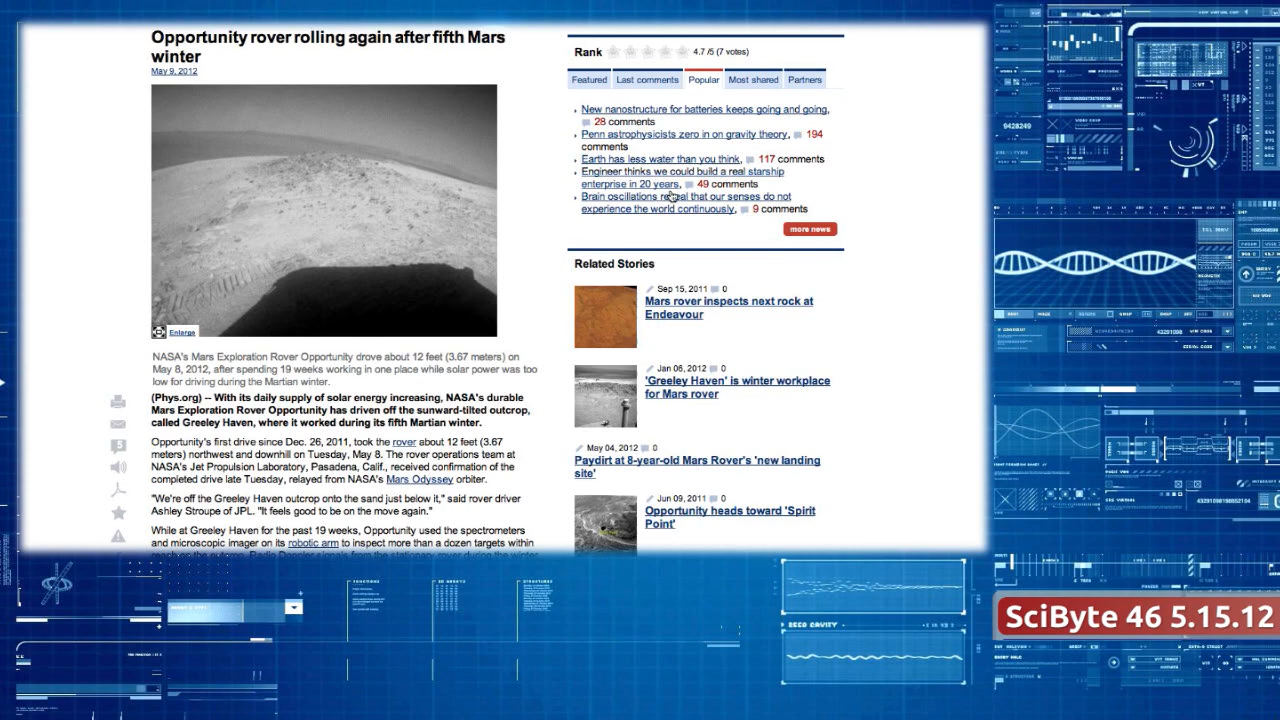 Opportunity rover rolling again after fifth Mars
winter
May 9, 2012
Enlarge
NASA's Mars Exploration Rover Opportunity drove about 12 feet (3.67 meters) on
May 8, 2012, after spending 19 weeks working in one place while solar power was too
low for driving during the Martian winter.
(Phys.org) -- With its daily supply of solar energy increasing, NASA's durable
Mars Exploration Rover Opportunity has driven off the sunward-tilted outcrop,
called Greeley Haven, where it worked during its fifth Martian winter.
Opportunity's first drive since Dec. 26, 2011, took the rover about 12 feet (3.67
meters) northwest and downhill on Tuesday, May 8. The rover operations team at
NASA's Jet Propulsion Laboratory, Pasadena, Calif., received confirmation of the
completed drive late Tuesday, relayed from NASA's Mars Odyssey orbiter.
"We're off the Greeley Haven outcrop onto the sand just below it," said rover driver
Ashley Stroupe of JPL. "It feels good to be on the move again."
While at Greeley Haven for the past 19 weeks, Opportunity used the spectrometers
and microscopic imager on its robotic arm to inspect more than a dozen targets within
5
Rank 4.7 /5 (7 votes)
Featured Last comments Popular Most shared Partners
New nanostructure for batteries keeps going and going,
28 comments
Penn astrophysicists zero in on gravity theory, 194
comments
Earth has less water than you think, 117 comments
Engineer thinks we could build a real starship
enterprise in 20 years, 49 comments
Brain oscillations reveal that our senses do not
experience the world continuously, 9 comments
more news
Related Stories
Sep 15, 2011 0
Mars rover inspects next rock at
Endeavour
Jan 06, 2012 0
'Greeley Haven' is winter workplace
for Mars rover
May 04, 2012 0
Paydirt at 8-year-old Mars Rover's 'new landing
site'
Jun 09, 2011 0
Opportunity heads toward 'Spirit
Point'
9428249
SciByte 46 5.15.12